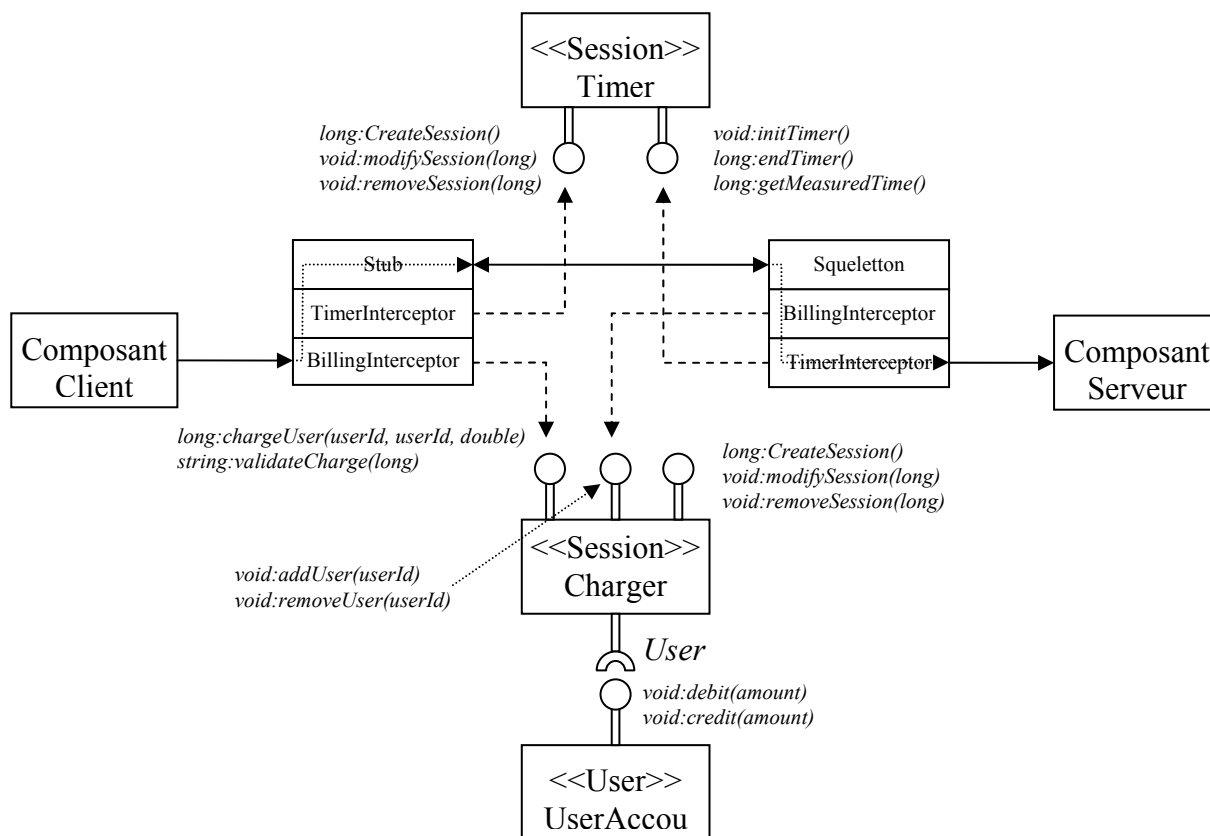 <<Session>>
Timer
long:CreateSession()
void:modifySession(long)
void:removeSession(long)
void:initTimer()
long:endTimer()
long:getMeasuredTime()
Stub
TimerInterceptor
BillingInterceptor
Squeletton
BillingInterceptor
TimerInterceptor
Composant
Client
Composant
Serveur
long:chargeUser(userId, userId, double)
string:validateCharge(long)
long:CreateSession()
void:modifySession(long)
void:removeSession(long)
<<Session>>
Charger
void:addUser(userId)
void:removeUser(userId)
User
void:debit(amount)
void:credit(amount)
<<User>>
UserAccou